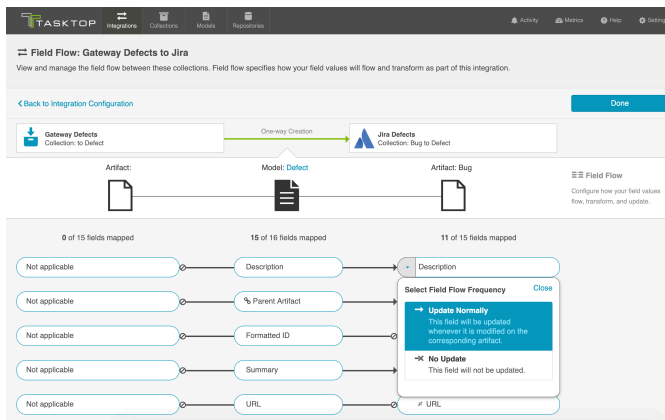 TASKTOP
Integrations
Collections
Models
Repositories
Activity
Metrics
Help
Setting
Field Flow: Gateway Defects to Jira
View and manage the field flow between these collections. Field flow specifies how your field values will flow and transform as part of this integration.
Back to Integration Configuration
Done
Gateway Defects
Collection: to Defect
One-way Creation
Jira Defects
Collection: Bug to Defect
Artifact:
Model: Defect
Artifact: Bug
Field Flow
Configure how your field values
flow, transform, and update.
0 of 15 fields mapped
15 of 16 fields mapped
11 of 15 fields mapped
Not applicable
Description
Description
Not applicable
Parent Artifact
Select Field Flow Frequency
Close
Update Normally
This field will be updated
whenever it is modified on the
corresponding artifact.
No Update
This field will not be updated.
Not applicable
Formatted ID
Not applicable
Summary
Not applicable
URL
URL